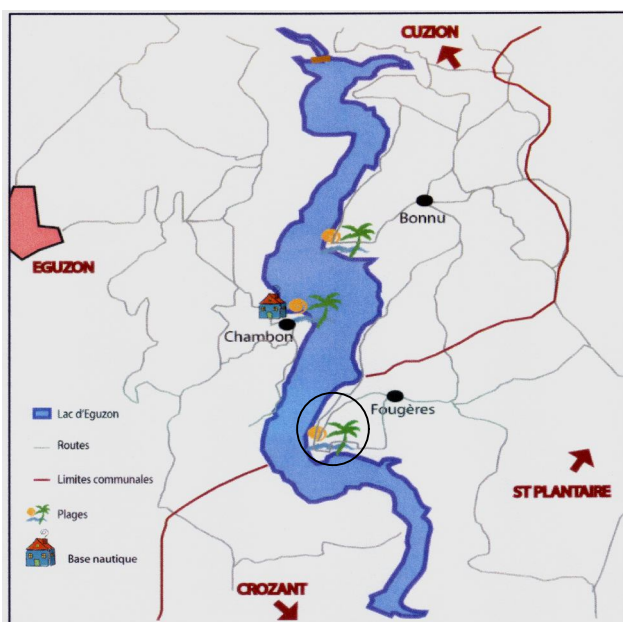 CUZION
Bonnu
EGUZON
Chambon
Fougères
Lac d'Eguzon
Routes
Limites communales
Plages
Base nautique
ST PLANTAIRE
CROZANT